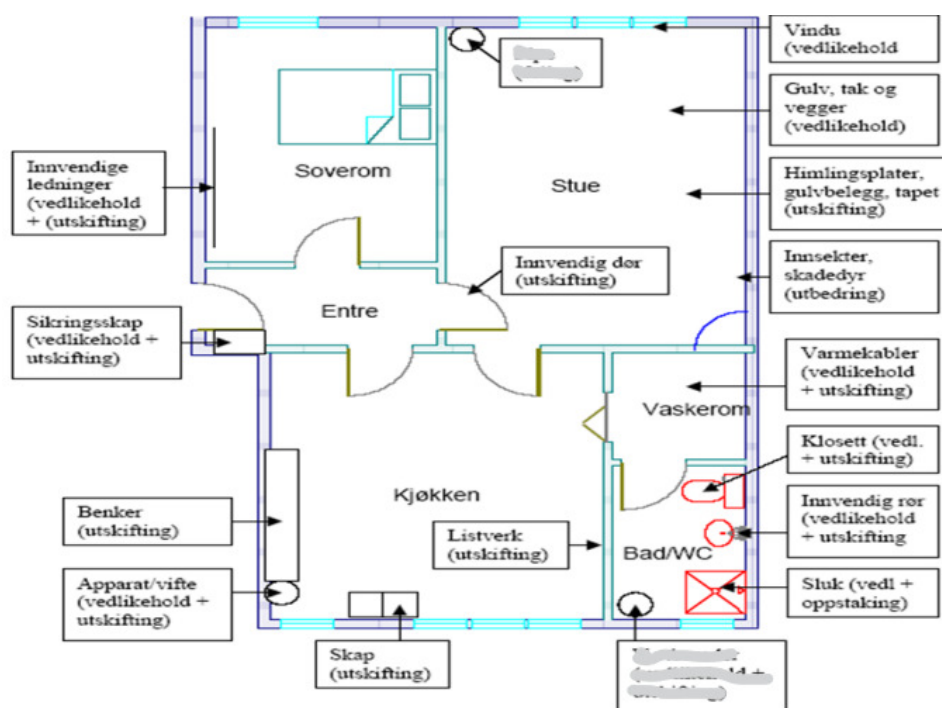 Vindu
(vedlikehold
Gulv, tak og
vegger
(vedlikehold)
Himlingsplater,
gulvbelegg, tapet
(utskifting)
Innsekter,
skadedyr
(utbedring)
Varmekabler
(vedlikehold
+ utskifting)
Klosett (vedl.
+ utskifting)
Innvendig rør
(vedlikehold
+ utskifting
Sluk (vedl +
oppstaking)
Innvendige
ledninger
(vedlikehold
+ (utskifting)
Soverom
Stue
Innvendig dør
(utskifting)
Entre
Sikringsskap
(vedlikehold +
utskifting)
Vaskerom
Kjøkken
Benker
(utskifting)
Listverk
(utskifting)
Bad/WC
Apparat/vifte
(vedlikehold +
utskifting)
Skap
(utskifting)